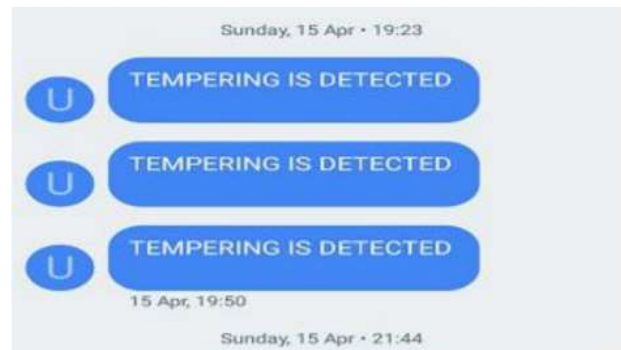 Sunday, 15 Apr • 19:23
TEMPERING IS DETECTED
U
TEMPERING IS DETECTED
U
TEMPERING IS DETECTED
U
15 Apr, 19:50
Sunday, 15 Apr • 21:44